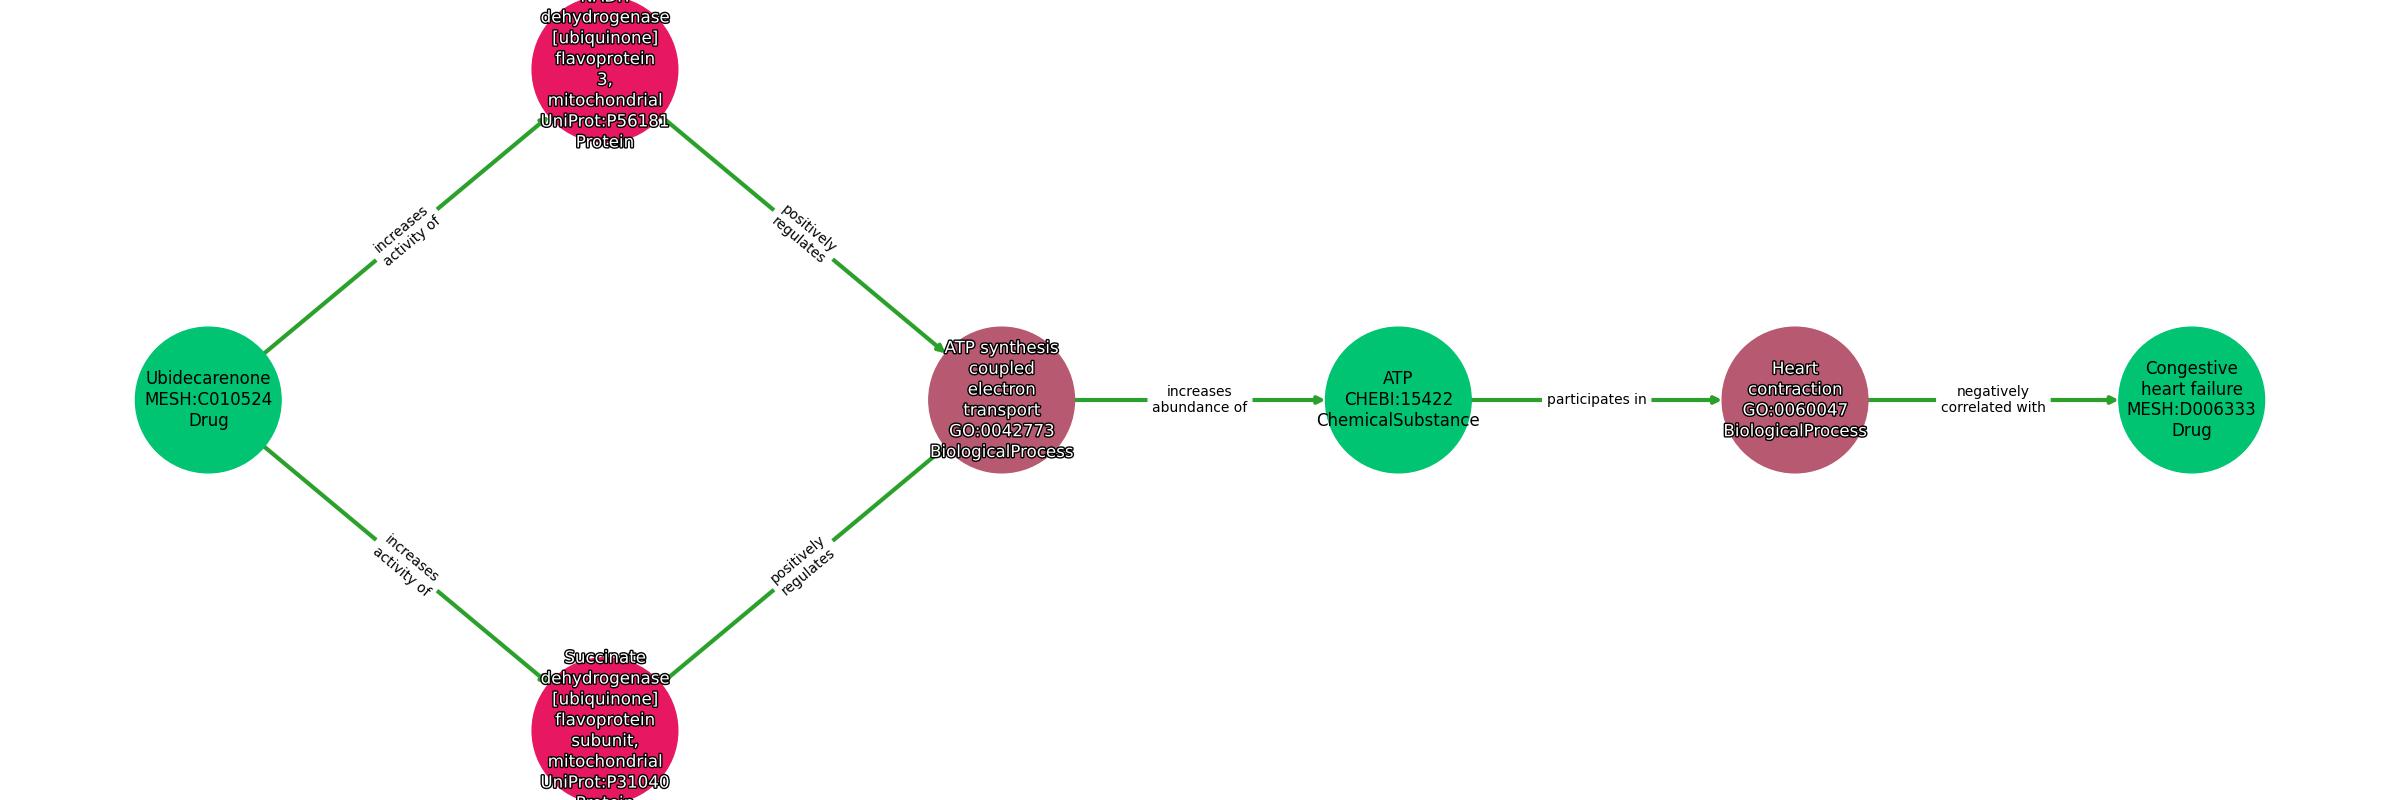 dehydrogenase
[ubiquinone]
flavoprotein
3,
mitochondrial
UniProt:P56181
Protein
increases
activity of
positively
regulates
Ubidecarenone
MESH:C010524
Drug
ATP synthesis
coupled
electron
transport
GO:0042773
BiologicalProcess
increases
abundance of
ATP
CHEBI:15422
ChemicalSubstance
participates in
Heart
contraction
GO:0060047
BiologicalProcess
negatively
correlated with
Congestive
heart failure
MESH:D006333
Drug
increases
activity of
positively
regulates
Succinate
dehydrogenase
[ubiquinone]
flavoprotein
subunit,
mitochondrial
UniProt:P31040
Protein